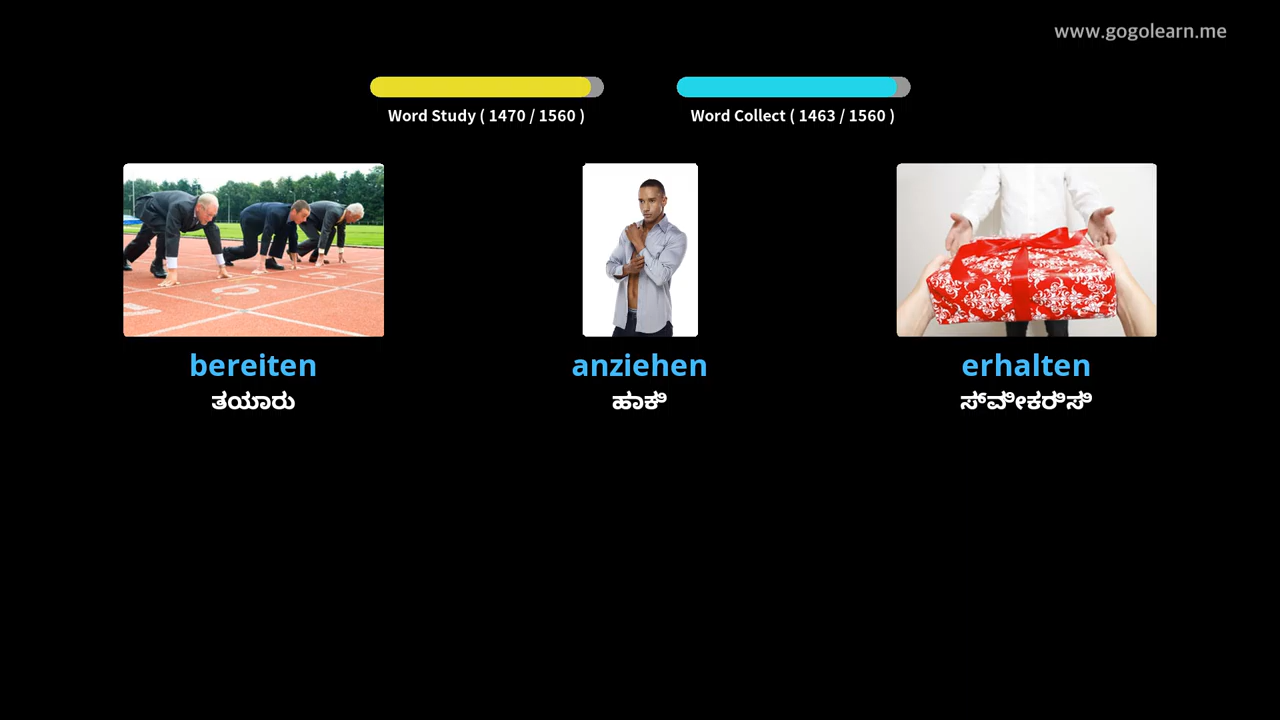 www.gogolearn.me
Word Study ( 1470 / 1560 )
Word Collect ( 1463 / 1560 )
bereiten
anziehen
erhalten
ತಯಾರು
ಹಾಕಿ
ಸ್ವೀಕರಿಸಿ